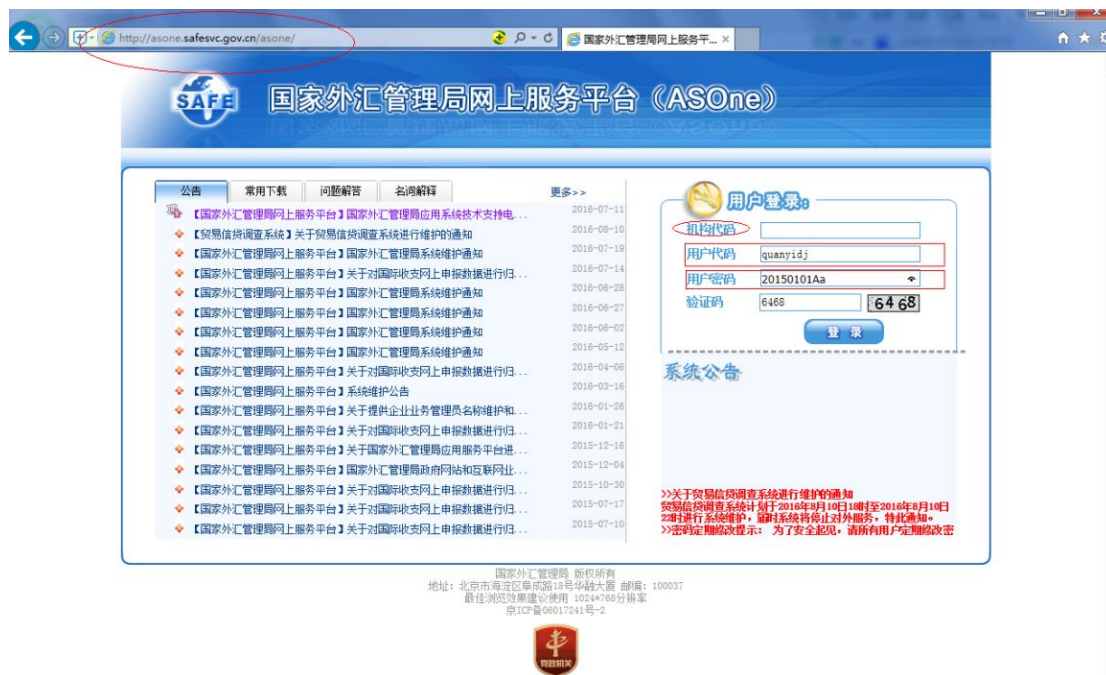 http://asone.safesvc.gov.cn/asone/
国家外汇管理局网上服务平...
SAFE
国家外汇管理局网上服务平台（ASOne）
公告 常用下载 问题解答 名词解释 更多>>
【国家外汇管理局网上服务平台】国家外汇管理局应用系统技术支持电... 2016-07-11
【贸易信贷调查系统】关于贸易信贷调查系统进行维护的通知 2016-08-10
【国家外汇管理局网上服务平台】国家外汇管理局系统维护通知 2016-07-19
【国家外汇管理局网上服务平台】关于对国际收支网上申报数据进行归... 2016-07-14
【国家外汇管理局网上服务平台】国家外汇管理局系统维护通知 2016-06-28
【国家外汇管理局网上服务平台】国家外汇管理局系统维护通知 2016-06-27
【国家外汇管理局网上服务平台】国家外汇管理局系统维护通知 2016-06-02
【国家外汇管理局网上服务平台】国家外汇管理局系统维护通知 2016-05-12
【国家外汇管理局网上服务平台】关于对国际收支网上申报数据进行归... 2016-04-06
【国家外汇管理局网上服务平台】系统维护公告 2016-03-16
【国家外汇管理局网上服务平台】关于提供企业业务管理员名称维护和... 2016-01-26
【国家外汇管理局网上服务平台】关于对国际收支网上申报数据进行归... 2016-01-21
【国家外汇管理局网上服务平台】关于国家外汇管理局应用服务平台进... 2015-12-16
【国家外汇管理局网上服务平台】国家外汇管理局政府网站和互联网业... 2015-12-04
【国家外汇管理局网上服务平台】关于对国际收支网上申报数据进行归... 2015-10-30
【国家外汇管理局网上服务平台】关于对国际收支网上申报数据进行归... 2015-07-17
【国家外汇管理局网上服务平台】关于对国际收支网上申报数据进行归... 2015-07-10
用户登录
机构代码
用户代码 quanyidj
用户密码 20150101Aa
验证码 6468 6468
登 录
系统公告
>>关于贸易信贷调查系统进行维护的通知
贸易信贷调查系统计划于2016年8月10日18时至2016年8月10日
22时进行系统维护，届时系统将停止对外服务，特此通知。
>>密码定期修改提示： 为了安全起见，请所有用户定期修改密
国家外汇管理局 版权所有
地址：北京市海淀区阜成路18号华融大厦 邮编：100037
最佳浏览效果建议使用 1024*768分辨率
京ICP备06017241号-2
党政机关